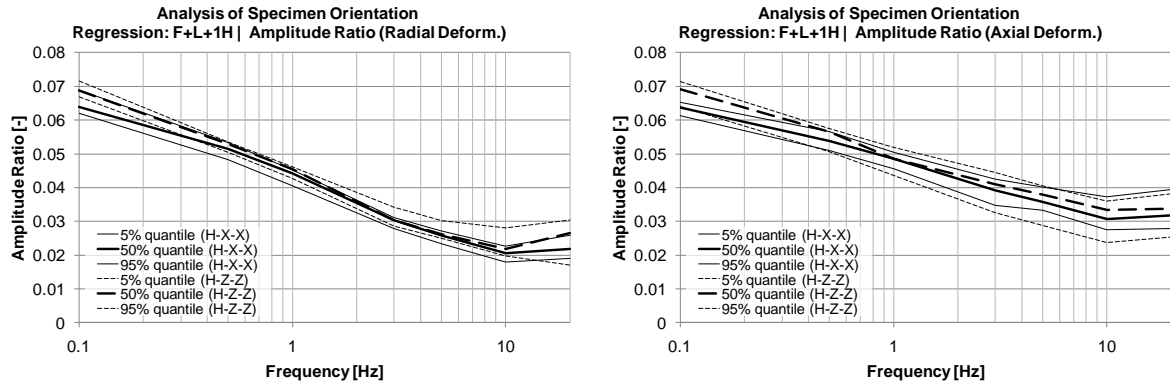 Analysis of Specimen Orientation
Regression: F+L+1H | Amplitude Ratio (Radial Deform.)
0.08
0.07
0.06
0.05
0.04
0.03
0.02
0.01
0
Amplitude Ratio [-]
5% quantile (H-X-X)
50% quantile (H-X-X)
95% quantile (H-X-X)
5% quantile (H-Z-Z)
50% quantile (H-Z-Z)
95% quantile (H-Z-Z)
0.1
1
10
Frequency [Hz]
Analysis of Specimen Orientation
Regression: F+L+1H | Amplitude Ratio (Axial Deform.)
0.08
0.07
0.06
0.05
0.04
0.03
0.02
0.01
0
Amplitude Ratio [-]
5% quantile (H-X-X)
50% quantile (H-X-X)
95% quantile (H-X-X)
5% quantile (H-Z-Z)
50% quantile (H-Z-Z)
95% quantile (H-Z-Z)
0.1
1
10
Frequency [Hz]